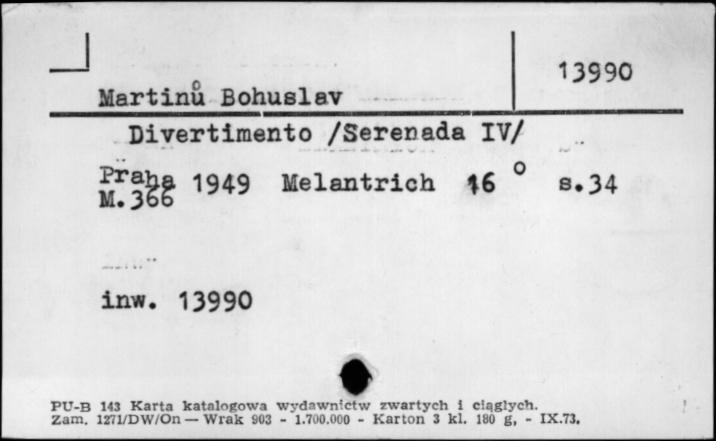 13990
Martinů Bohuslav
Divertimento /Serenada IV/
Praha 1949 Melantrich 16° s.34
M.366
inw. 13990
PU-B 143 Karta katalogowa wydawnictw zwartych i ciąglych.
Zam. 1271/DW/On — Wrak 903 - 1.700.000 - Karton 3 kl. 180 g, - IX.73.